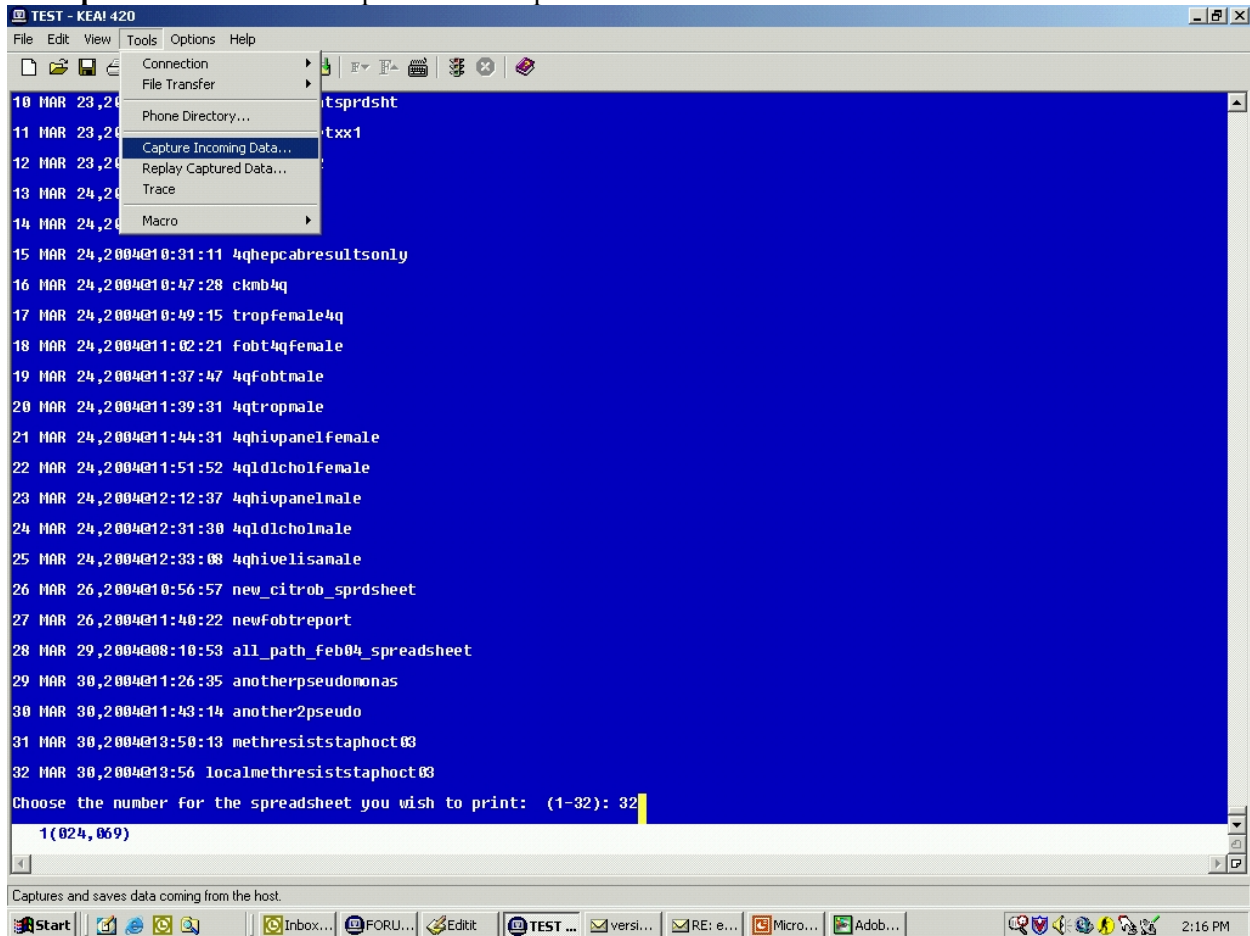 TEST - KEA! 420
File Edit View Tools Options Help
Connection
File Transfer
Phone Directory...
Capture Incoming Data...
Replay Captured Data...
Trace
Macro
10 MAR 23,20 tsprdsht
11 MAR 23,20 txx1
12 MAR 23,20
13 MAR 24,20
14 MAR 24,20
15 MAR 24,2004@10:31:11 4qhepcabresultsonly
16 MAR 24,2004@10:47:28 ckmb4q
17 MAR 24,2004@10:49:15 tropfemale4q
18 MAR 24,2004@11:02:21 fobt4qfemale
19 MAR 24,2004@11:37:47 4qfobtmale
20 MAR 24,2004@11:39:31 4qtropmale
21 MAR 24,2004@11:44:31 4qhivpanelfemale
22 MAR 24,2004@11:51:52 4qldlcholfemale
23 MAR 24,2004@12:12:37 4qhivpanelmale
24 MAR 24,2004@12:31:30 4qldlcholmale
25 MAR 24,2004@12:33:08 4qhivelisamale
26 MAR 26,2004@10:56:57 new_citrob_sprdsheet
27 MAR 26,2004@11:40:22 newfobtreport
28 MAR 29,2004@08:10:53 all_path_feb04_spreadsheet
29 MAR 30,2004@11:26:35 anotherpseudomonas
30 MAR 30,2004@11:43:14 another2pseudo
31 MAR 30,2004@13:50:13 methresiststaphoct03
32 MAR 30,2004@13:56 localmethresiststaphoct03
Choose the number for the spreadsheet you wish to print: (1-32): 32
1(024,069)
Captures and saves data coming from the host.
Start Inbox... FORU... Editit TEST ... versi... RE: e... Micro... Adob... 2:16 PM